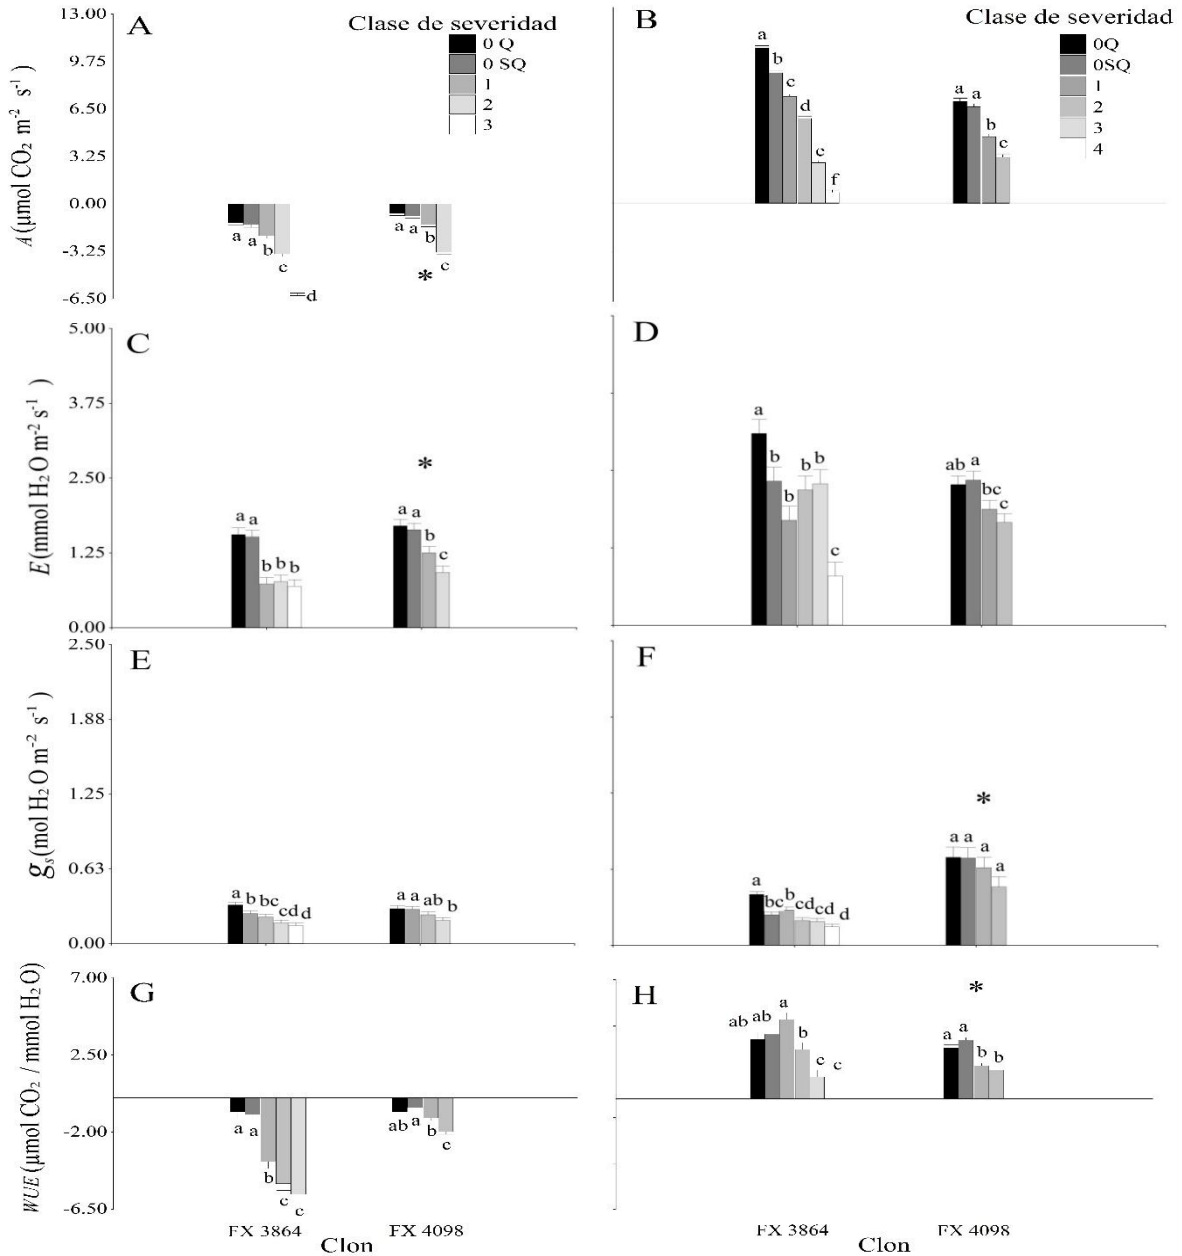 A
Clase de severidad
0 Q
0 SQ
1
2
3
13.00
9.75
6.50
3.25
0.00
-3.25
-6.50
A (µmol CO₂ m⁻² s⁻¹)
a a b c d
a a b c
*
B
Clase de severidad
0Q
0SQ
1
2
3
4
a b c d c f
a a b c
C
5.00
3.75
2.50
1.25
0.00
E (mmol H₂O m⁻² s⁻¹)
a a b b b
*
a a b c
D
a b b b b c
ab a bc c
E
2.50
1.88
1.25
0.63
0.00
gs (mol H₂O m⁻² s⁻¹)
a b bc cd d
a a ab b
F
a bc b cd cd d
*
a a a a
G
7.00
2.50
-2.00
-6.50
WUE (µmol CO₂ / mmol H₂O)
a a b c c
ab a b c
H
ab ab a b c c
*
a a b b
FX 3864 FX 4098
Clon
FX 3864 FX 4098
Clon